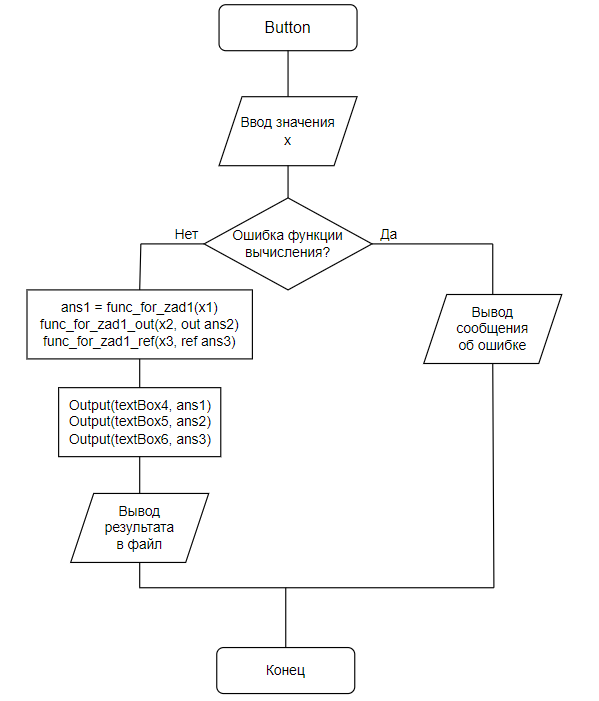 Button
Ввод значения
x
Ошибка функции
вычисления?
Нет
Да
ans1 = func_for_zad1(x1)
func_for_zad1_out(x2, out ans2)
func_for_zad1_ref(x3, ref ans3)
Вывод
сообщения
об ошибке
Output(textBox4, ans1)
Output(textBox5, ans2)
Output(textBox6, ans3)
Вывод
результата
в файл
Конец